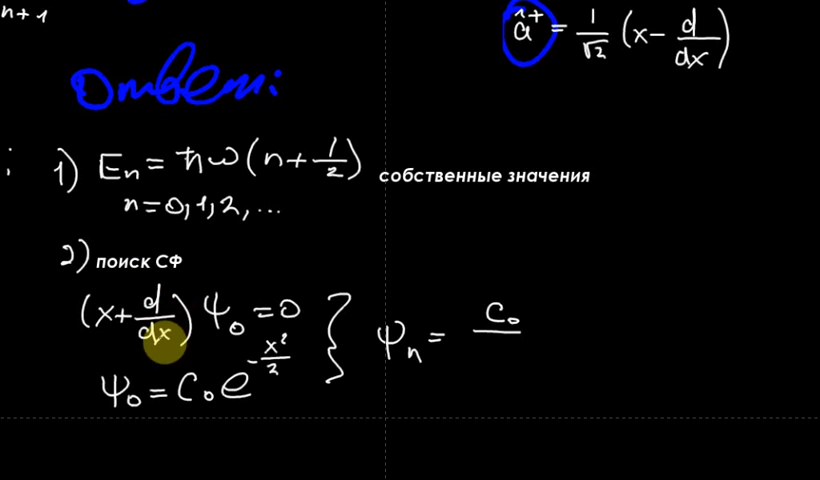 n+1
â⁺ = 1/√2 (x − d/dx)
Ответ:
; 1) Eₙ = ħω(n + 1/2) собственные значения
n = 0, 1, 2, ...
2) поиск СФ
(x + d/dx) Ψ₀ = 0 } Ψₙ = C₀
Ψ₀ = C₀ e^(−x²/2)